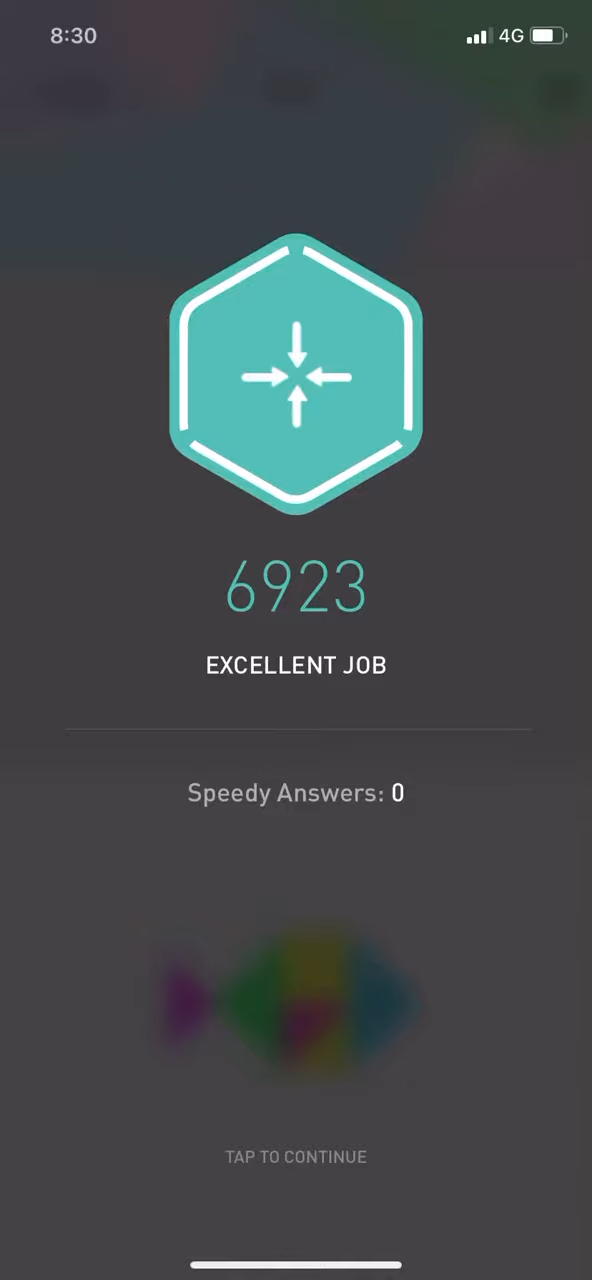 8:30
4G
6923
EXCELLENT JOB
Speedy Answers: 0
TAP TO CONTINUE